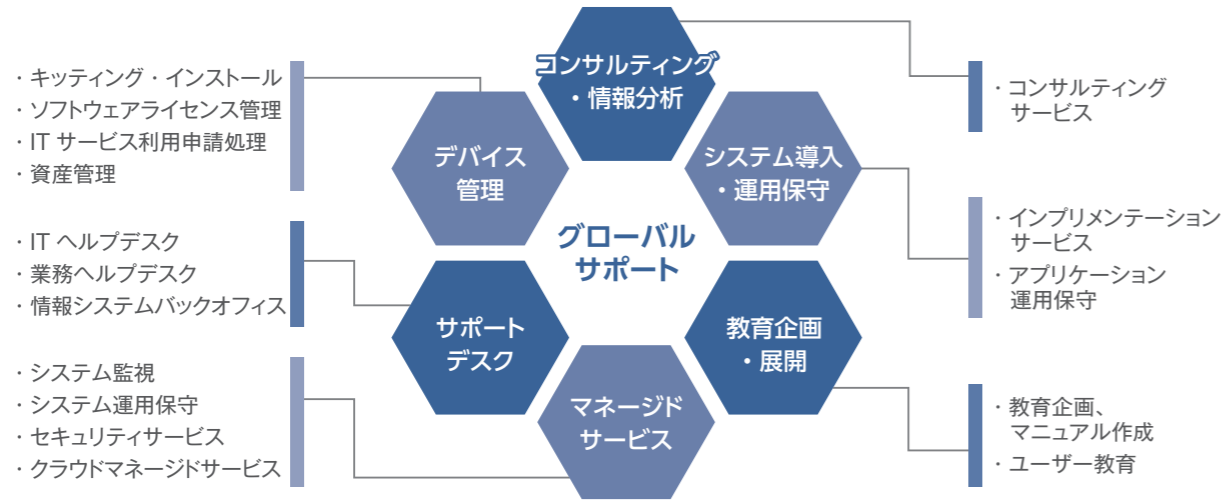 コンサルティング
・情報分析
・コンサルティング
サービス
システム導入
・運用保守
・インプリメンテーション
サービス
・アプリケーション
運用保守
教育企画
・展開
・教育企画、
マニュアル作成
・ユーザー教育
マネージド
サービス
・システム監視
・システム運用保守
・セキュリティサービス
・クラウドマネージドサービス
サポート
デスク
・IT ヘルプデスク
・業務ヘルプデスク
・情報システムバックオフィス
デバイス
管理
・キッティング・インストール
・ソフトウェアライセンス管理
・IT サービス利用申請処理
・資産管理
グローバル
サポート